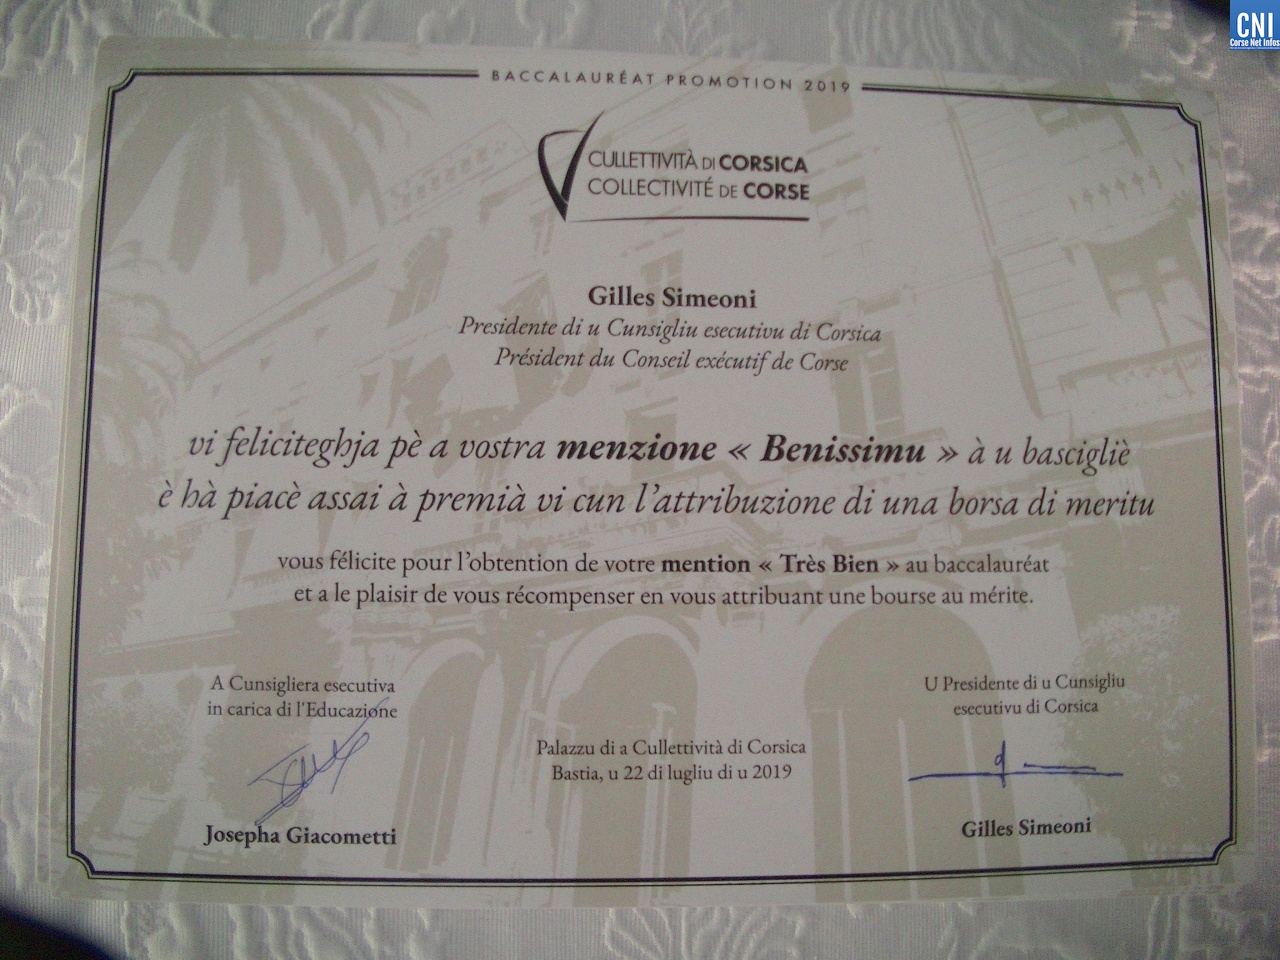 CNI
Corse Net Infos
BACCALAURÉAT PROMOTION 2019
CULLETTIVITÀ DI CORSICA
COLLECTIVITÉ DE CORSE
Gilles Simeoni
Presidente di u Cunsigliu esecutivu di Corsica
Président du Conseil exécutif de Corse
vi feliciteghja pè a vostra menzione « Benissimu » à u bascigliè
è hà piacè assai à premià vi cun l'attribuzione di una borsa di meritu
vous félicite pour l'obtention de votre mention « Très Bien » au baccalauréat
et a le plaisir de vous récompenser en vous attribuant une bourse au mérite.
A Cunsigliera esecutiva
in carica di l'Educazione
Josepha Giacometti
Palazzu di a Cullettività di Corsica
Bastia, u 22 di lugliu di u 2019
U Presidente di u Cunsigliu
esecutivu di Corsica
Gilles Simeoni